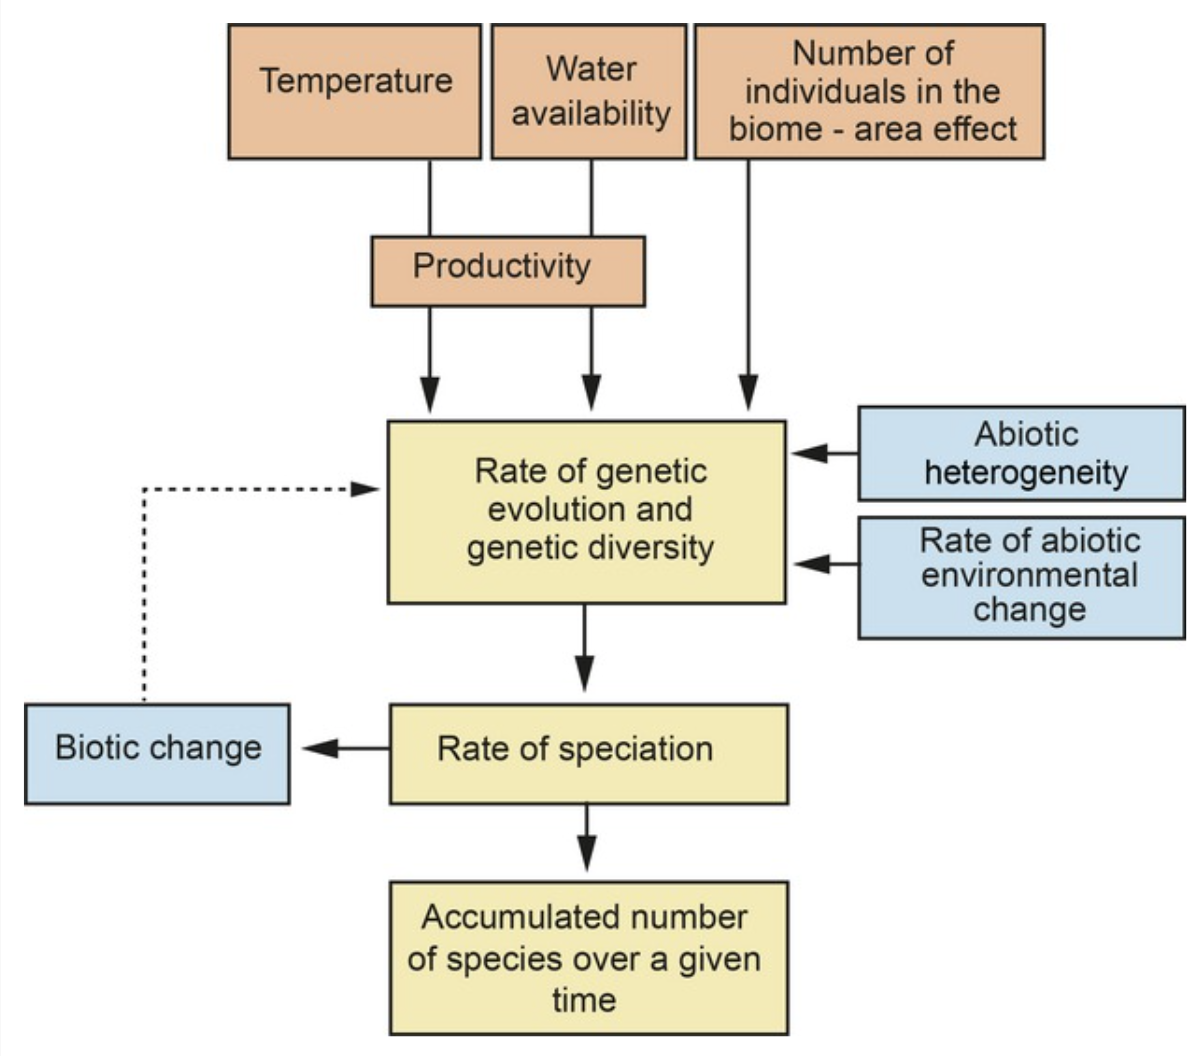 Temperature
Water
availability
Number of
individuals in the
biome - area effect
Productivity
Rate of genetic
evolution and
genetic diversity
Abiotic
heterogeneity
Rate of abiotic
environmental
change
Biotic change
Rate of speciation
Accumulated number
of species over a given
time